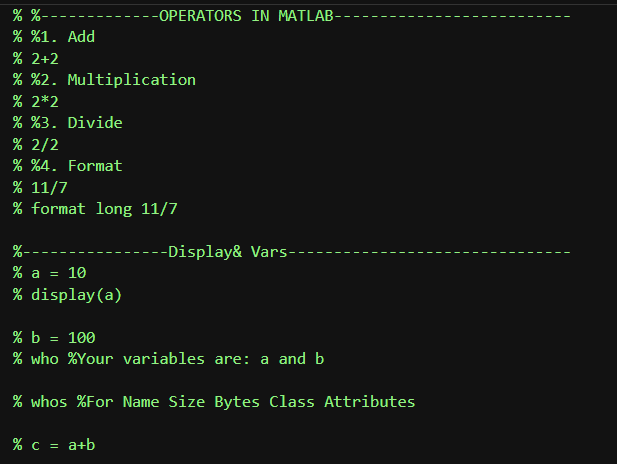 % %-------------OPERATORS IN MATLAB--------------------------
% %1. Add
% 2+2
% %2. Multiplication
% 2*2
% %3. Divide
% 2/2
% %4. Format
% 11/7
% format long 11/7
%----------------Display& Vars-------------------------------
% a = 10
% display(a)
% b = 100
% who %Your variables are: a and b
% whos %For Name Size Bytes Class Attributes
% c = a+b